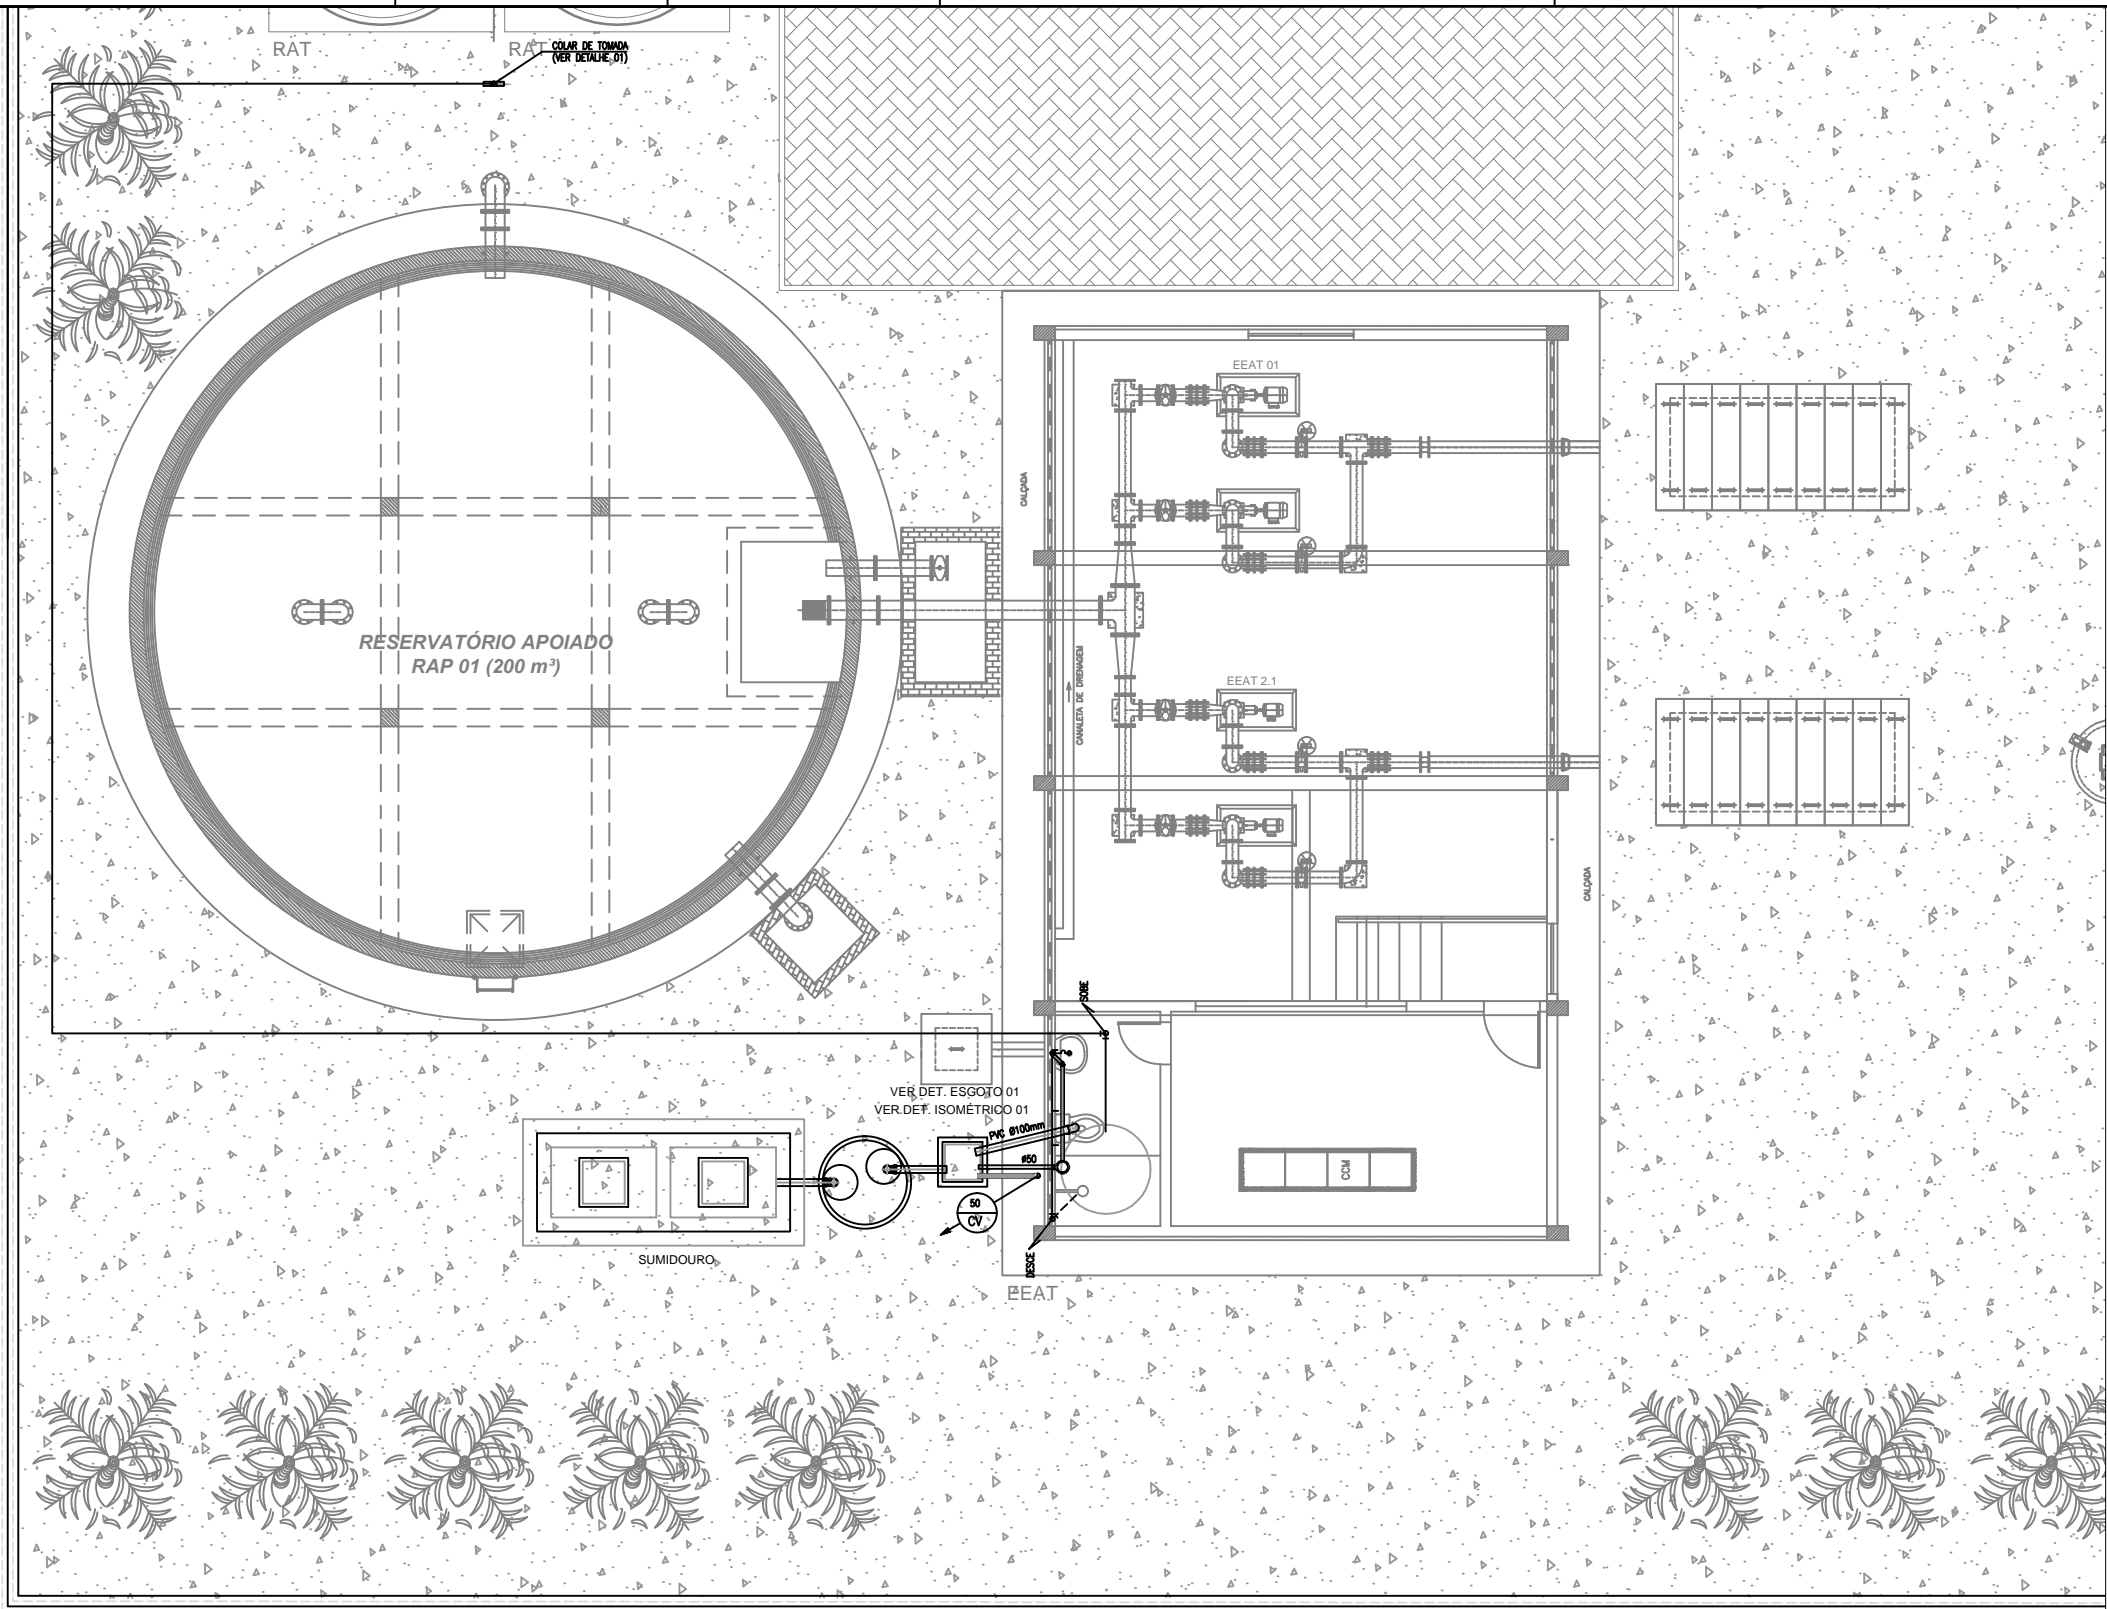 RAT
RAT
COLAR DE TOMADA
(VER DETALHE 01)
EEAT 01
CALÇADA
RESERVATÓRIO APOIADO
RAP 01 (200 m³)
CANALETA DE DRENAGEM
EEAT 2.1
CALÇADA
SOBE
VER DET. ESGOTO 01
VER DET. ISOMÉTRICO 01
PVC Ø100mm
ø50
50
CV
CCM
DESCE
SUMIDOURO
EEAT